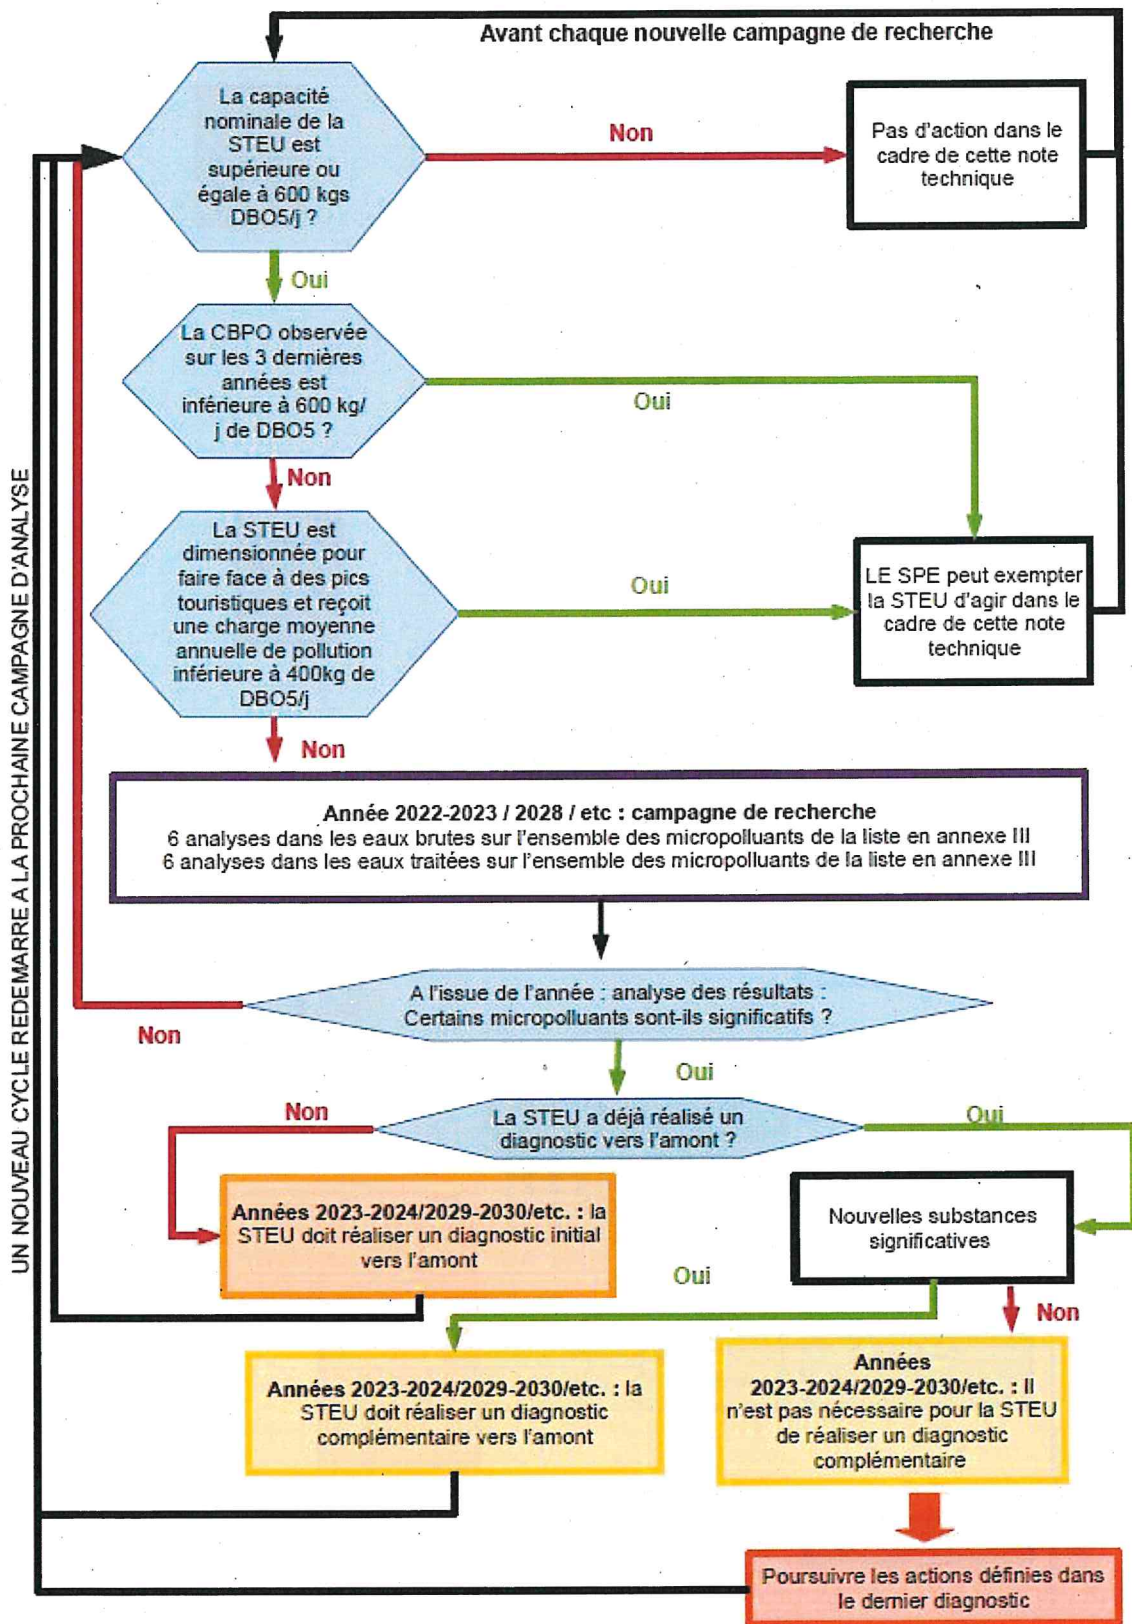 Avant chaque nouvelle campagne de recherche
La capacité
nominale de la
STEU est
supérieure ou
égale à 600 kgs
DBO5/j ?
Non
Pas d'action dans le
cadre de cette note
technique
Oui
La CBPO observée
sur les 3 dernières
années est
inférieure à 600 kg/
j de DBO5 ?
Oui
Non
La STEU est
dimensionnée pour
faire face à des pics
touristiques et reçoit
une charge moyenne
annuelle de pollution
inférieure à 400kg de
DBO5/j
Oui
LE SPE peut exempter
la STEU d'agir dans le
cadre de cette note
technique
Non
Année 2022-2023 / 2028 / etc : campagne de recherche
6 analyses dans les eaux brutes sur l'ensemble des micropolluants de la liste en annexe III
6 analyses dans les eaux traitées sur l'ensemble des micropolluants de la liste en annexe III
A l'issue de l'année : analyse des résultats :
Certains micropolluants sont-ils significatifs ?
Non
Oui
La STEU a déjà réalisé un
diagnostic vers l'amont ?
Non
Oui
Années 2023-2024/2029-2030/etc. : la
STEU doit réaliser un diagnostic initial
vers l'amont
Nouvelles substances
significatives
Oui
Non
Années 2023-2024/2029-2030/etc. : la
STEU doit réaliser un diagnostic
complémentaire vers l'amont
Années
2023-2024/2029-2030/etc. : Il
n'est pas nécessaire pour la STEU
de réaliser un diagnostic
complémentaire
Poursuivre les actions définies dans
le dernier diagnostic
UN NOUVEAU CYCLE REDEMARRE A LA PROCHAINE CAMPAGNE D'ANALYSE